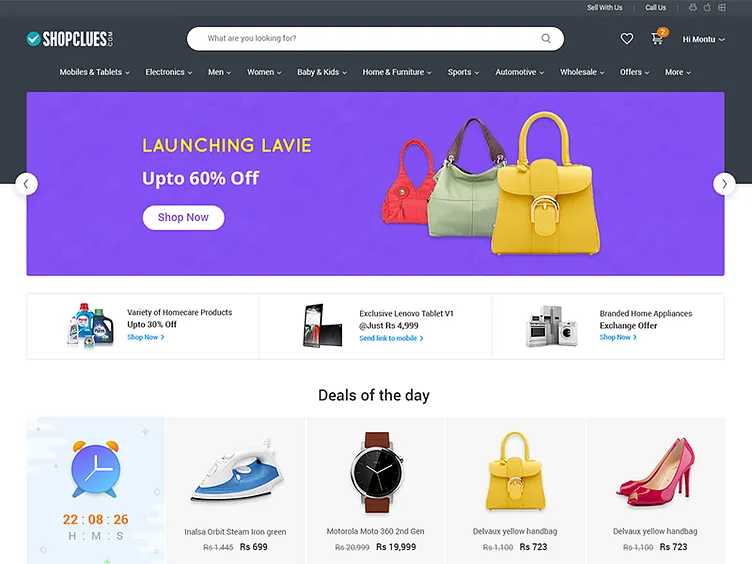 Sell With Us
Call Us
SHOPCLUES.COM
What are you looking for?
2
Hi Montu
Mobiles & Tablets
Electronics
Men
Women
Baby & Kids
Home & Furniture
Sports
Automotive
Wholesale
Offers
More
LAUNCHING LAVIE
Upto 60% Off
Shop Now
Variety of Homecare Products
Upto 30% Off
Shop Now
Exclusive Lenovo Tablet V1
@Just Rs 4,999
Send link to mobile
Branded Home Appliances
Exchange Offer
Shop Now
Deals of the day
22 : 08 : 26
H : M : S
Inalsa Orbit Steam Iron green
Rs 1,445 Rs 699
Motorola Moto 360 2nd Gen
Rs 20,999 Rs 19,999
Delvaux yellow handbag
Rs 1,100 Rs 723
Delvaux yellow handbag
Rs 1,100 Rs 723